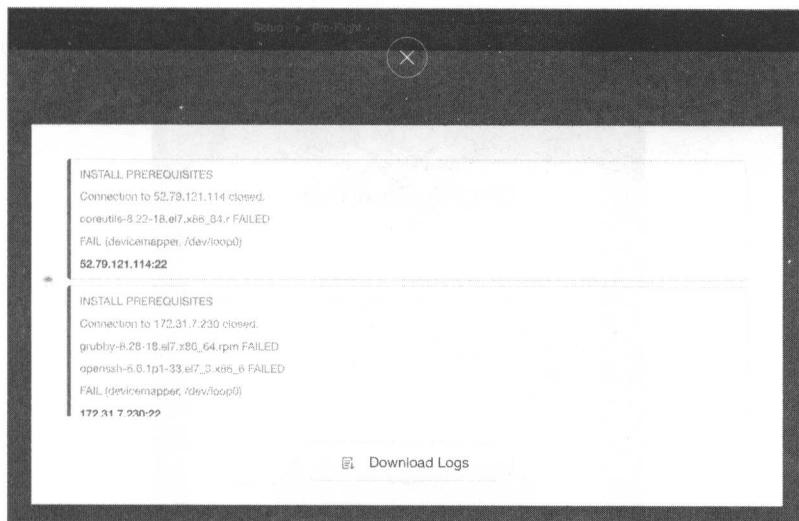 Setup > Pre-Flight
INSTALL PREREQUISITES
Connection to 52.79.121.114 closed.
coreutils-8.22-18.el7.x86_64.r FAILED
FAIL (devicemapper, /dev/loop0)
52.79.121.114:22
INSTALL PREREQUISITES
Connection to 172.31.7.230 closed.
grubby-8.28-18.el7.x86_64.rpm FAILED
openssh-6.6.1p1-33.el7_3.x86_6 FAILED
FAIL (devicemapper, /dev/loop0)
172.31.7.230:22
Download Logs